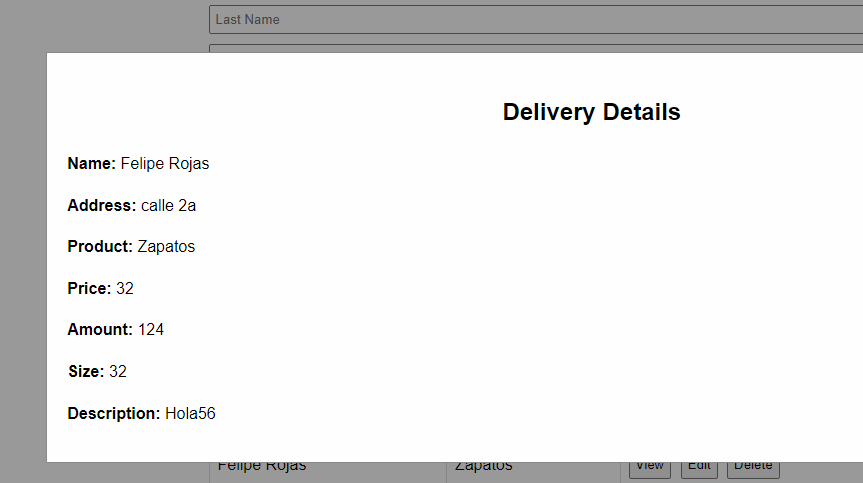 Last Name
Delivery Details
Name: Felipe Rojas
Address: calle 2a
Product: Zapatos
Price: 32
Amount: 124
Size: 32
Description: Hola56
Felipe Rojas Zapatos View Edit Delete